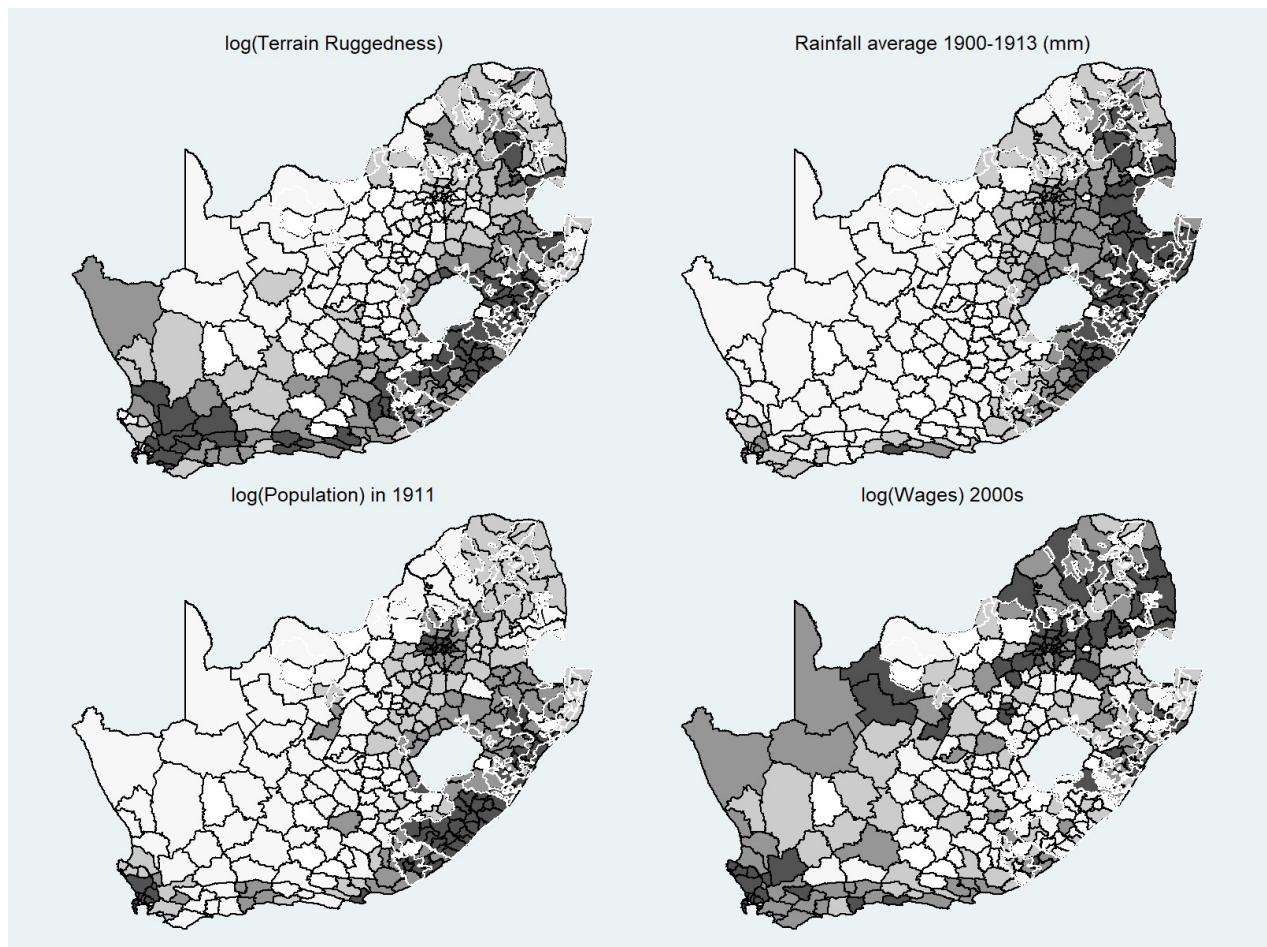 log(Terrain Ruggedness)
Rainfall average 1900-1913 (mm)
log(Population) in 1911
log(Wages) 2000s